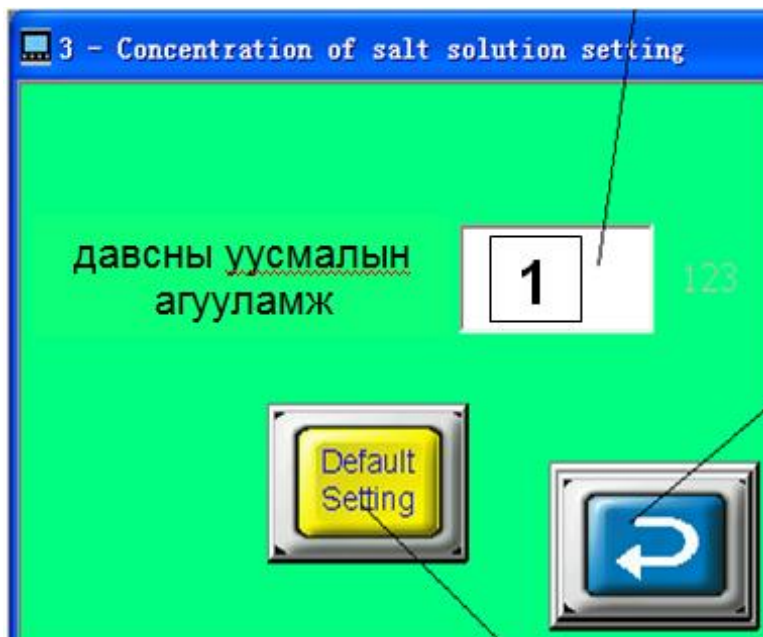 3 - Concentration of salt solution setting
давсны уусмалын
агууламж
1
123
Default
Setting